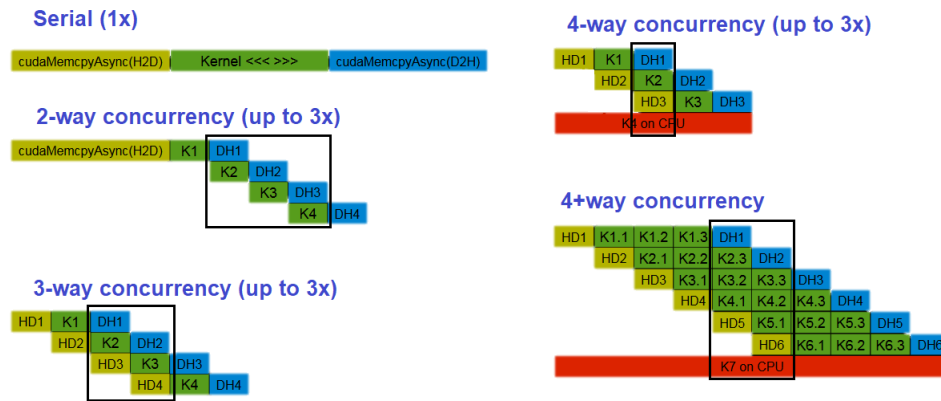 Serial (1x)
cudaMemcpyAsync(H2D) Kernel <<< >>> cudaMemcpyAsync(D2H)
2-way concurrency (up to 3x)
cudaMemcpyAsync(H2D) K1 DH1
K2 DH2
K3 DH3
K4 DH4
3-way concurrency (up to 3x)
HD1 K1 DH1
HD2 K2 DH2
HD3 K3 DH3
HD4 K4 DH4
4-way concurrency (up to 3x)
HD1 K1 DH1
HD2 K2 DH2
HD3 K3 DH3
K4 on CPU
4+way concurrency
HD1 K1.1 K1.2 K1.3 DH1
HD2 K2.1 K2.2 K2.3 DH2
HD3 K3.1 K3.2 K3.3 DH3
HD4 K4.1 K4.2 K4.3 DH4
HD5 K5.1 K5.2 K5.3 DH5
HD6 K6.1 K6.2 K6.3 DH6
K7 on CPU